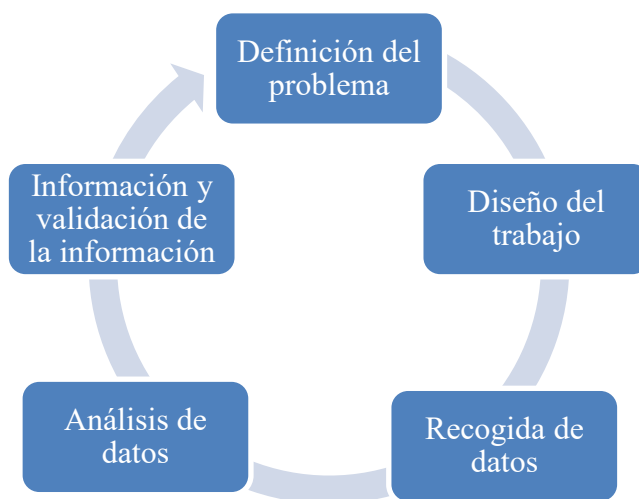 Definición del
problema
Diseño del
trabajo
Recogida de
datos
Análisis de
datos
Información y
validación de
la información